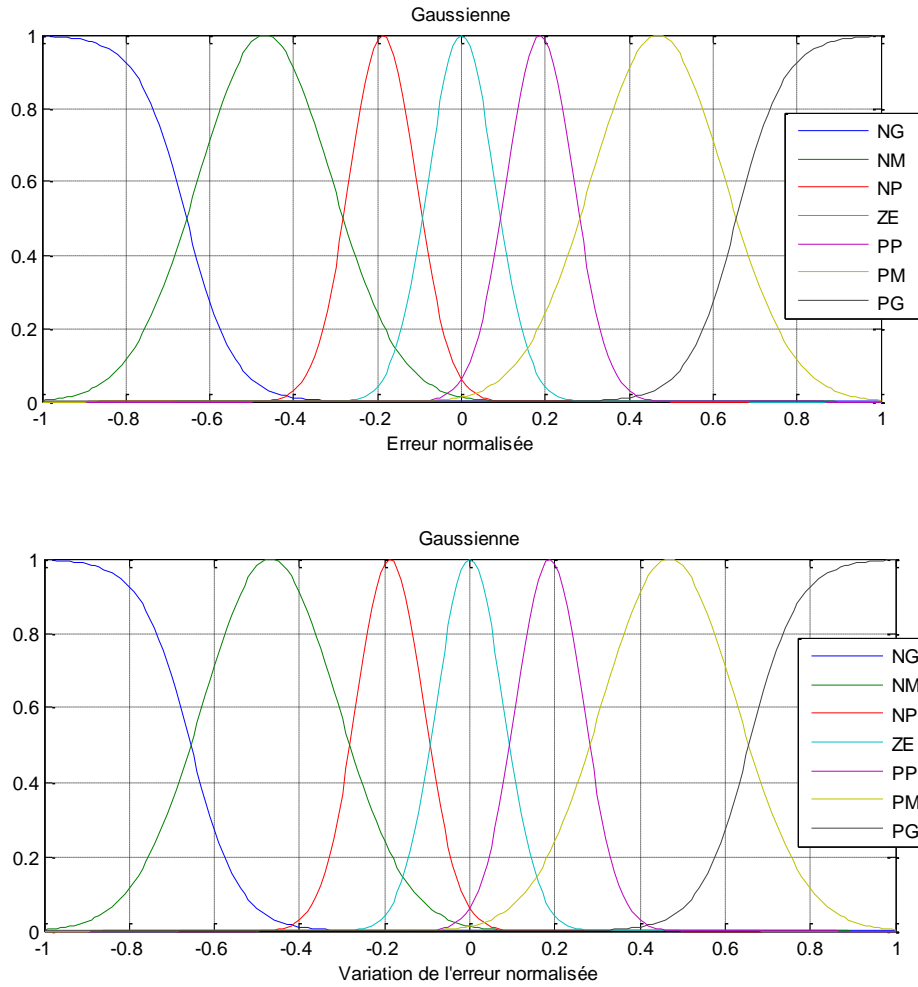 Gaussienne
1
0.8
0.6
0.4
0.2
0
-1 -0.8 -0.6 -0.4 -0.2 0 0.2 0.4 0.6 0.8 1
Erreur normalisée
NG
NM
NP
ZE
PP
PM
PG
Gaussienne
1
0.8
0.6
0.4
0.2
0
-1 -0.8 -0.6 -0.4 -0.2 0 0.2 0.4 0.6 0.8 1
Variation de l'erreur normalisée
NG
NM
NP
ZE
PP
PM
PG